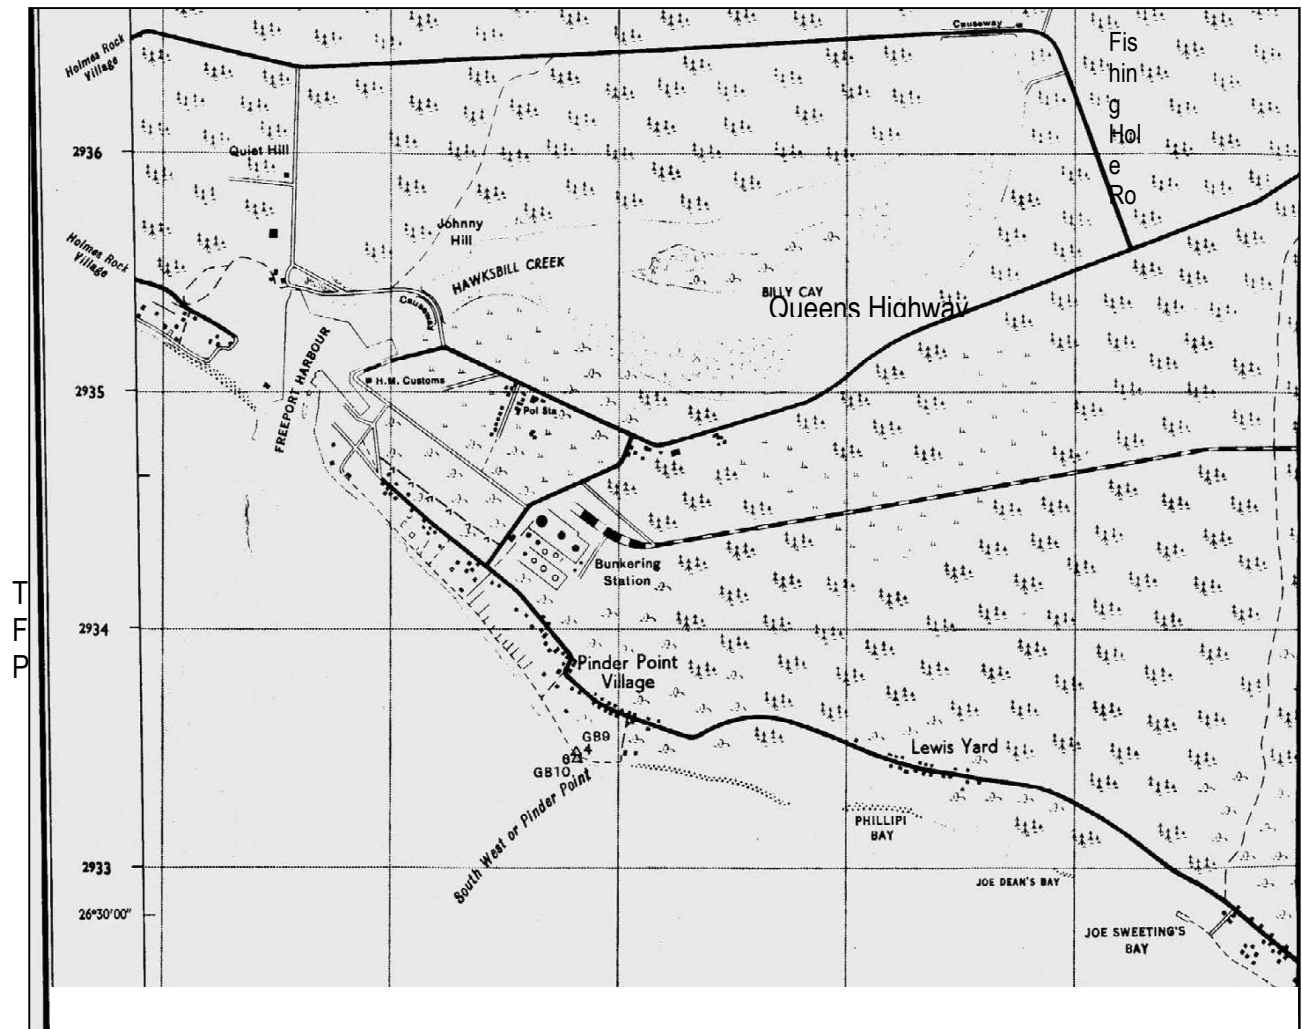 Causeway
Holmes Rock
Village
Fis
hin
g
Hol
e
Ro
2936
Quiet Hill
Johnny
Hill
Holmes Rock
Village
HAWKSBILL CREEK
BILLY CAY
Queens Highway
Causeway
FREEPORT HARBOUR
H.M. Customs
2935
Pol Sta
Bunkering
Station
T
F
P
2934
Pinder Point
Village
GB9
4
GB10
Lewis Yard
South West or Pinder Point
PHILLIPI
BAY
2933
JOE DEAN'S BAY
26°30'00"
JOE SWEETING'S
BAY